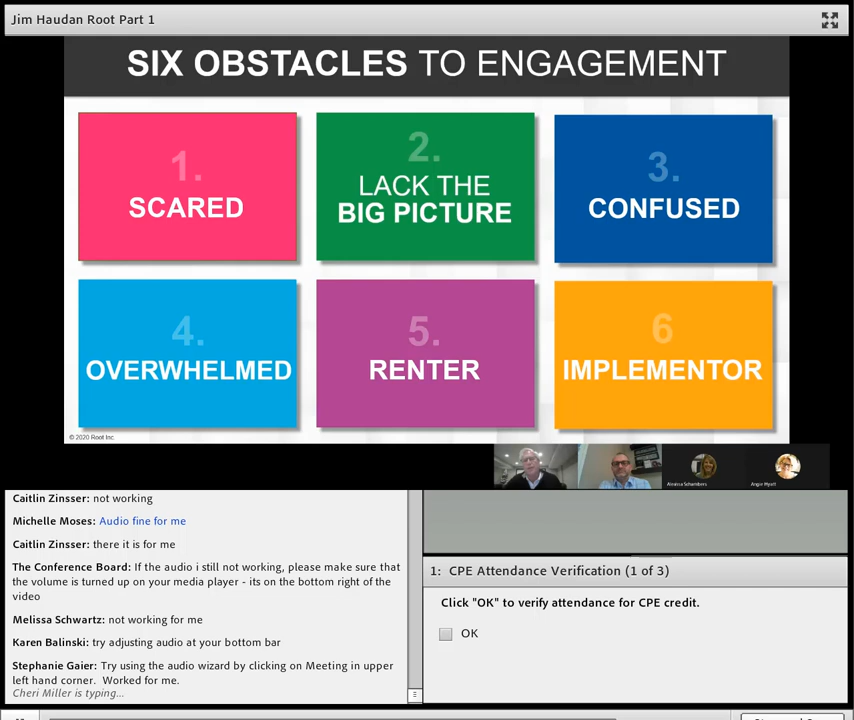 Jim Haudan Root Part 1
SIX OBSTACLES TO ENGAGEMENT
1.
SCARED
2.
LACK THE
BIG PICTURE
3.
CONFUSED
4.
OVERWHELMED
5.
RENTER
6
IMPLEMENTOR
© 2020 Root Inc.
Alessa Schambers
Angie Wyatt
Caitlin Zinsser: not working
Michelle Moses: Audio fine for me
Caitlin Zinsser: there it is for me
The Conference Board: If the audio i still not working, please make sure that
the volume is turned up on your media player - its on the bottom right of the
video
Melissa Schwartz: not working for me
Karen Balinski: try adjusting audio at your bottom bar
Stephanie Gaier: Try using the audio wizard by clicking on Meeting in upper
left hand corner. Worked for me.
Cheri Miller is typing...
1: CPE Attendance Verification (1 of 3)
Click "OK" to verify attendance for CPE credit.
OK